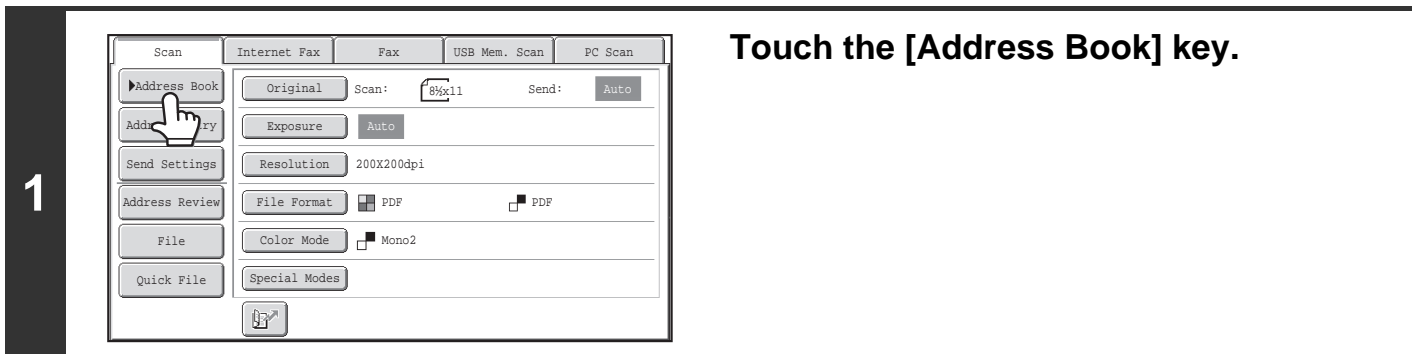 1
Touch the [Address Book] key.
Scan Internet Fax Fax USB Mem. Scan PC Scan
Address Book Original Scan: 8½x11 Send: Auto
Exposure Auto
Send Settings Resolution 200X200dpi
Address Review File Format PDF PDF
File Color Mode Mono2
Quick File Special Modes